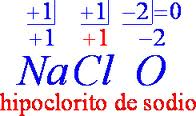 +1 +1 -2=0
+1 +1 -2
NaCl O
hipoclorito de sodio